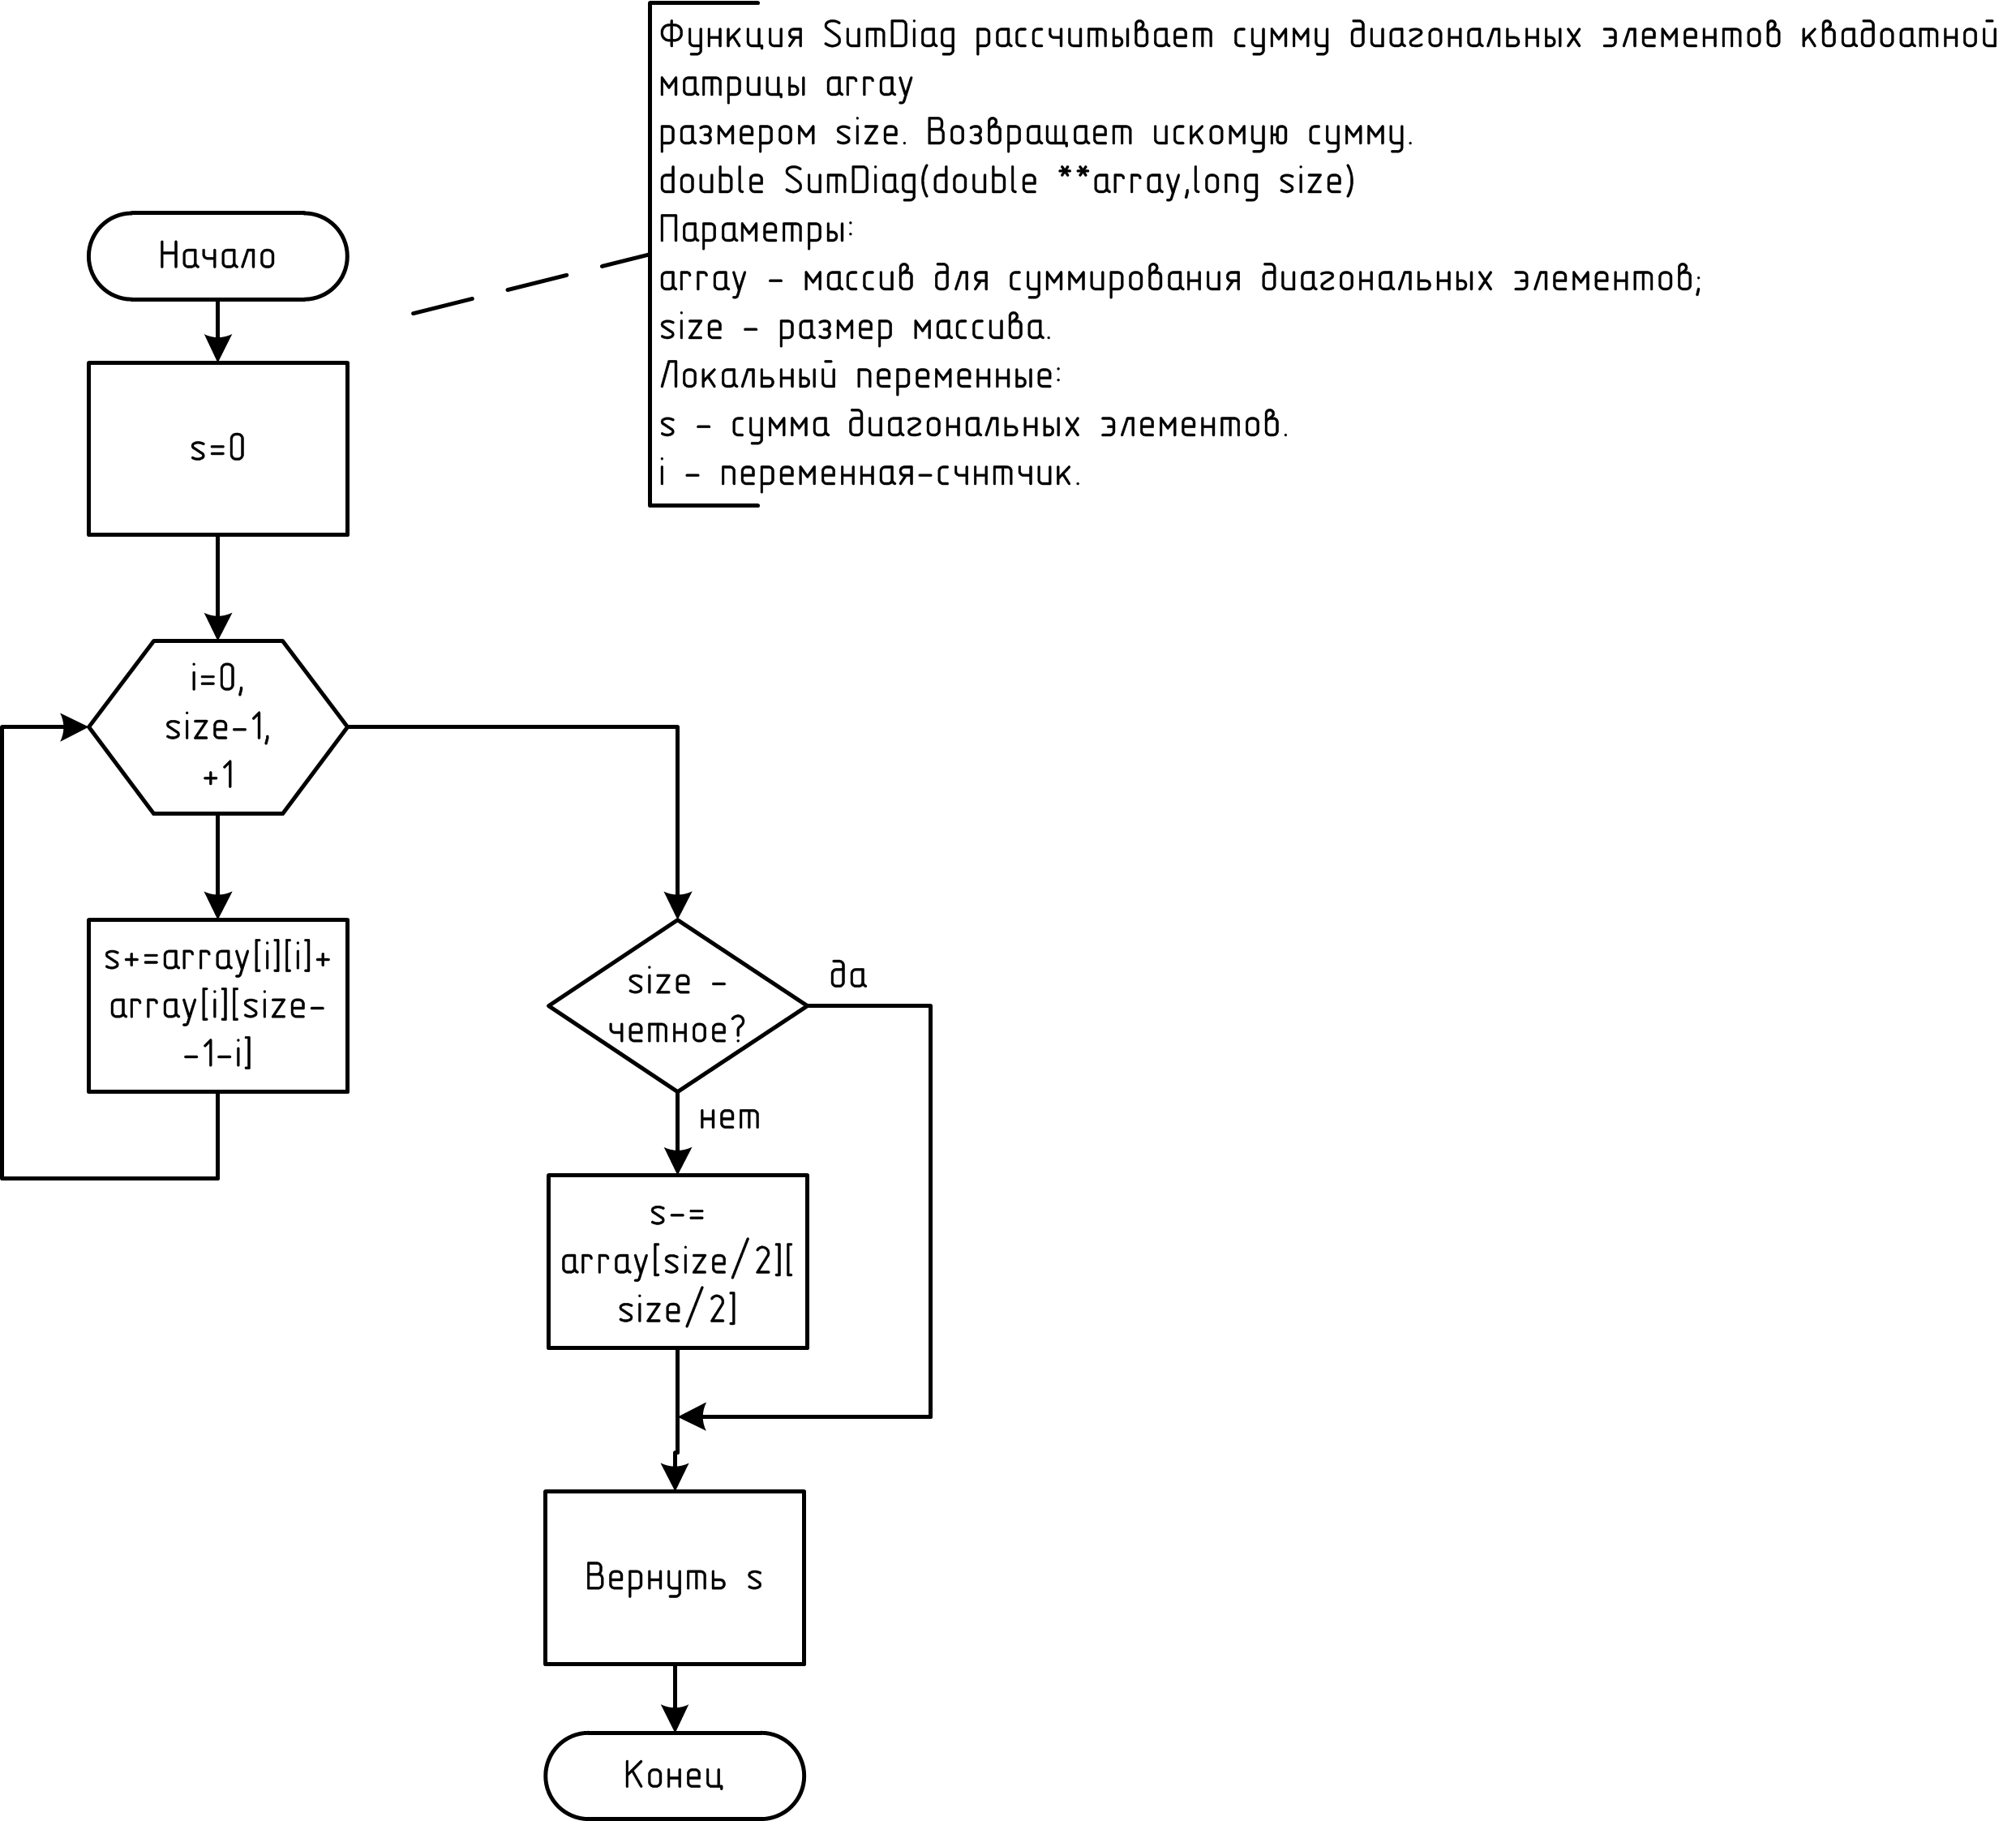 Функция SumDiag рассчитывает сумму диагональных элементов квадоатной
матрицы array
размером size. Возвращает искомую сумму.
double SumDiag(double **array,long size)
Параметры:
array - массив для суммирования диагональных элементов;
size - размер массива.
Локальный переменные:
s - сумма диагональных элементов.
i - переменная-счнтчик.
Начало
s=0
i=0,
size-1,
+1
s+=array[i][i]+
array[i][size-
-1-i]
size -
четное?
да
нет
s-=
array[size/2][
size/2]
Вернуть s
Конец